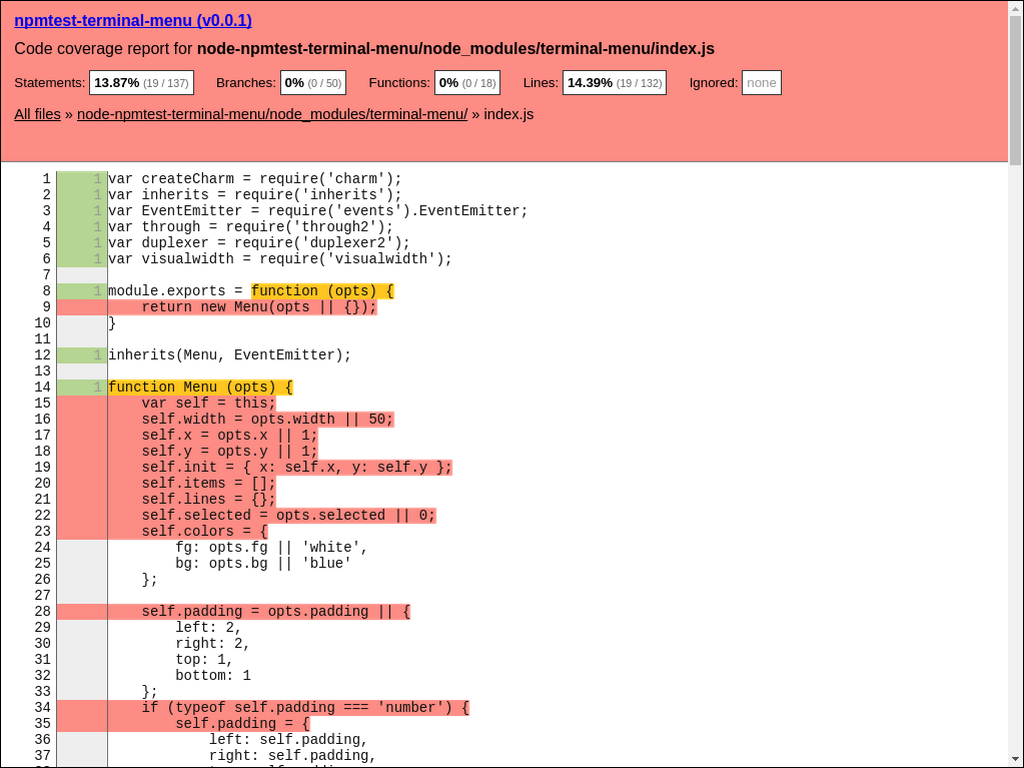 npmtest-terminal-menu (v0.0.1)
Code coverage report for node-npmtest-terminal-menu/node_modules/terminal-menu/index.js
Statements: 13.87% (19 / 137) Branches: 0% (0 / 50) Functions: 0% (0 / 18) Lines: 14.39% (19 / 132) Ignored: none
All files » node-npmtest-terminal-menu/node_modules/terminal-menu/ » index.js
1 1 var createCharm = require('charm');
2 1 var inherits = require('inherits');
3 1 var EventEmitter = require('events').EventEmitter;
4 1 var through = require('through2');
5 1 var duplexer = require('duplexer2');
6 1 var visualwidth = require('visualwidth');
7
8 1 module.exports = function (opts) {
9     return new Menu(opts || {});
10 }
11
12 1 inherits(Menu, EventEmitter);
13
14 1 function Menu (opts) {
15     var self = this;
16     self.width = opts.width || 50;
17     self.x = opts.x || 1;
18     self.y = opts.y || 1;
19     self.init = { x: self.x, y: self.y };
20     self.items = [];
21     self.lines = {};
22     self.selected = opts.selected || 0;
23     self.colors = {
24         fg: opts.fg || 'white',
25         bg: opts.bg || 'blue'
26     };
27
28     self.padding = opts.padding || {
29         left: 2,
30         right: 2,
31         top: 1,
32         bottom: 1
33     };
34     if (typeof self.padding === 'number') {
35         self.padding = {
36             left: self.padding,
37             right: self.padding,